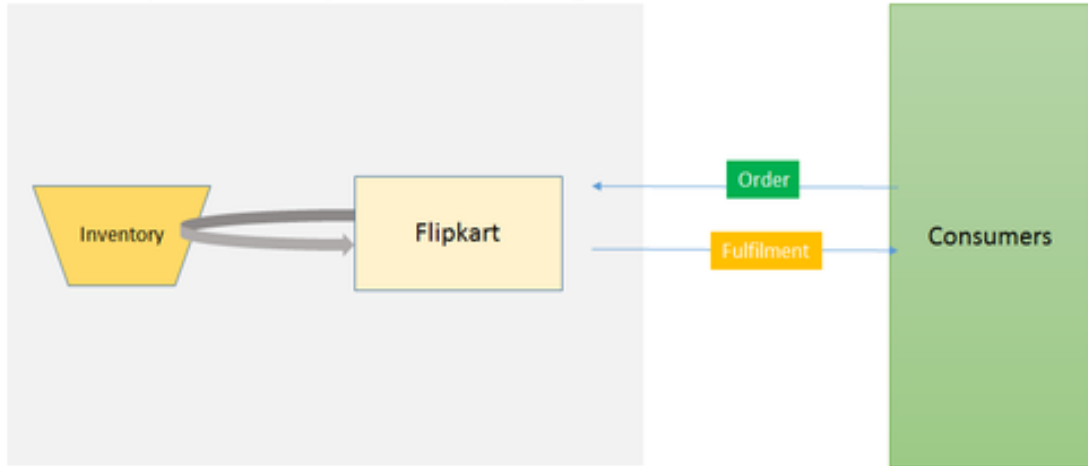 Inventory
Flipkart
Order
Fulfilment
Consumers